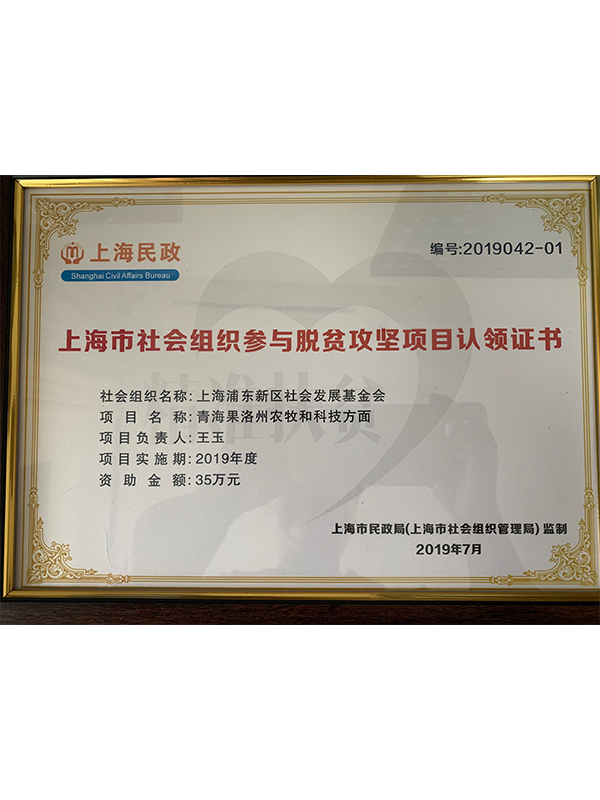 上海民政
Shanghai Civil Affairs Bureau
编号:2019042-01
上海市社会组织参与脱贫攻坚项目认领证书
精准扶贫
社会组织名称: 上海浦东新区社会发展基金会
项目名称: 青海果洛州农牧和科技方面
项目负责人: 王玉
项目实施期: 2019年度
资助金额: 35万元
上海市民政局(上海市社会组织管理局) 监制
2019年7月